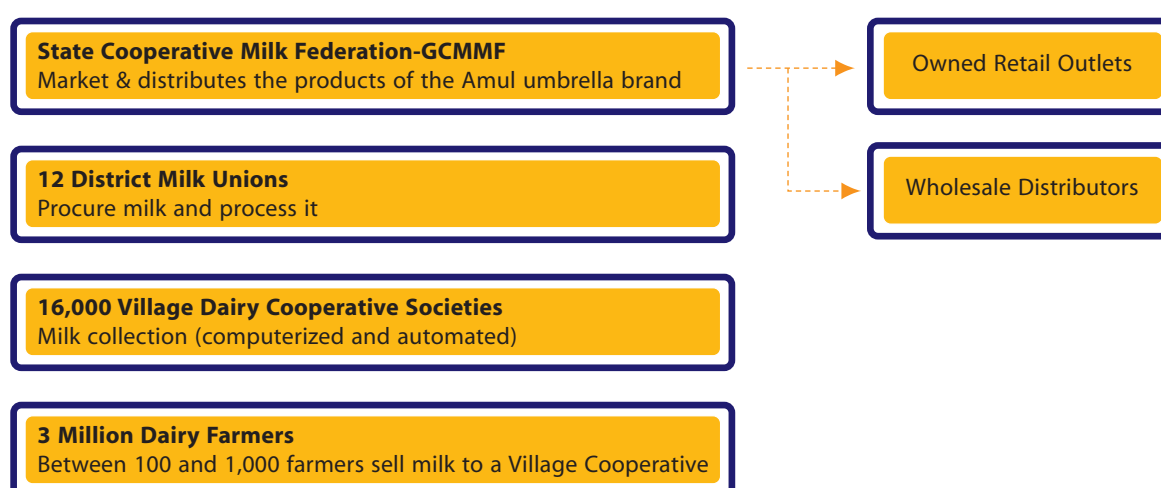 State Cooperative Milk Federation-GCMMF
Market & distributes the products of the Amul umbrella brand
Owned Retail Outlets
12 District Milk Unions
Procure milk and process it
Wholesale Distributors
16,000 Village Dairy Cooperative Societies
Milk collection (computerized and automated)
3 Million Dairy Farmers
Between 100 and 1,000 farmers sell milk to a Village Cooperative